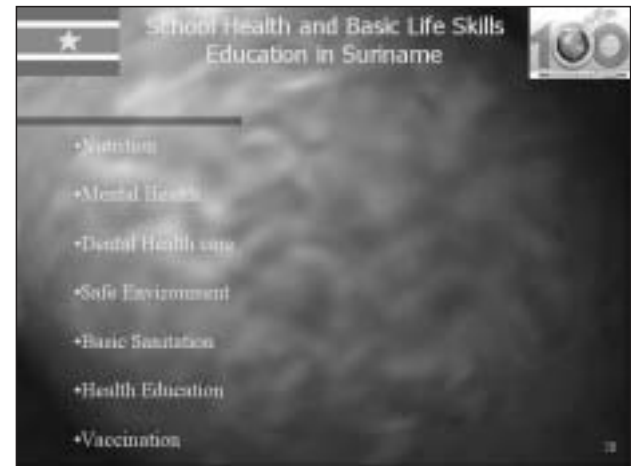 School Health and Basic Life Skills
Education in Suriname
100
•Nutrition
•Mental Health
•Dental Health care
•Safe Environment
•Basic Sanitation
•Health Education
•Vaccination